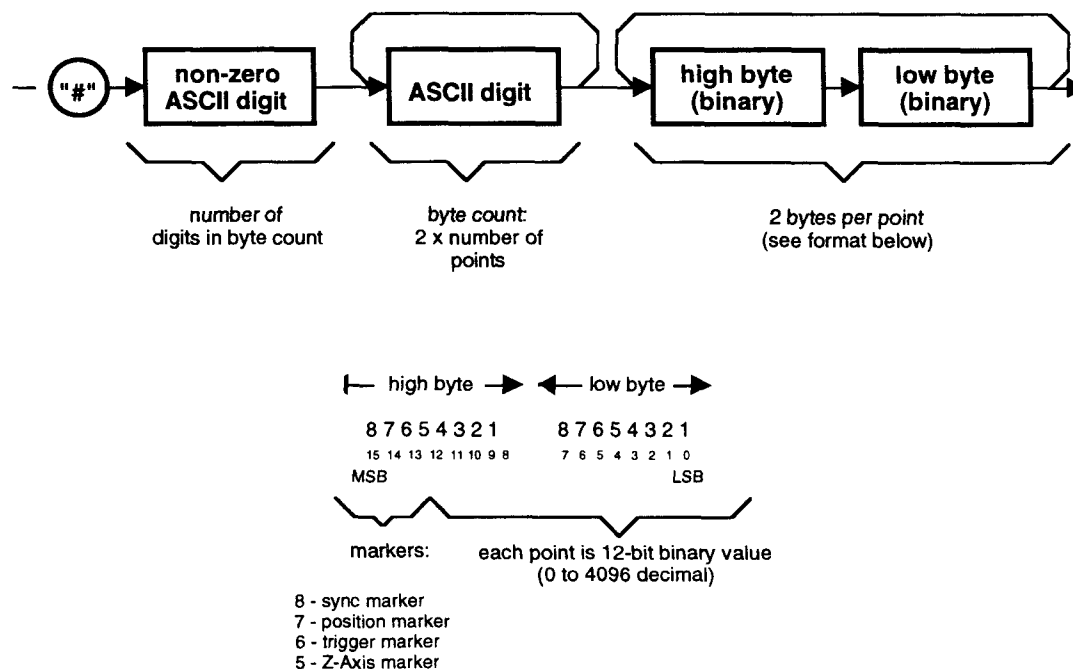 "#"
non-zero
ASCII digit
ASCII digit
high byte
(binary)
low byte
(binary)
number of
digits in byte count
byte count:
2 x number of
points
2 bytes per point
(see format below)
high byte
low byte
8 7 6 5 4 3 2 1
8 7 6 5 4 3 2 1
15 14 13 12 11 10 9 8
7 6 5 4 3 2 1 0
MSB
LSB
markers:
each point is 12-bit binary value
(0 to 4096 decimal)
8 - sync marker
7 - position marker
6 - trigger marker
5 - Z-Axis marker